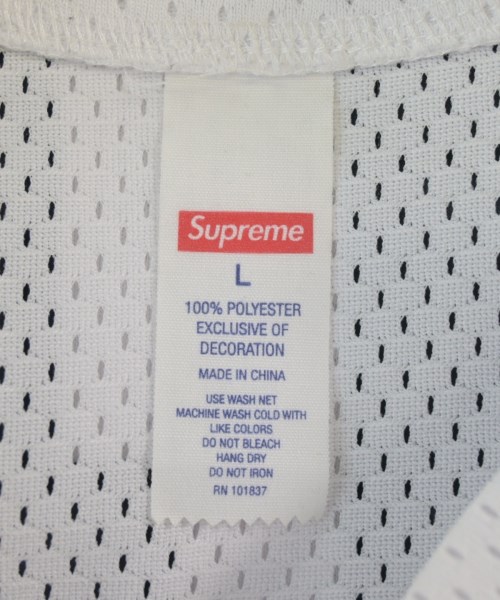 Supreme
L
100% POLYESTER
EXCLUSIVE OF
DECORATION
MADE IN CHINA
USE WASH NET
MACHINE WASH COLD WITH
LIKE COLORS
DO NOT BLEACH
HANG DRY
DO NOT IRON
RN 101837